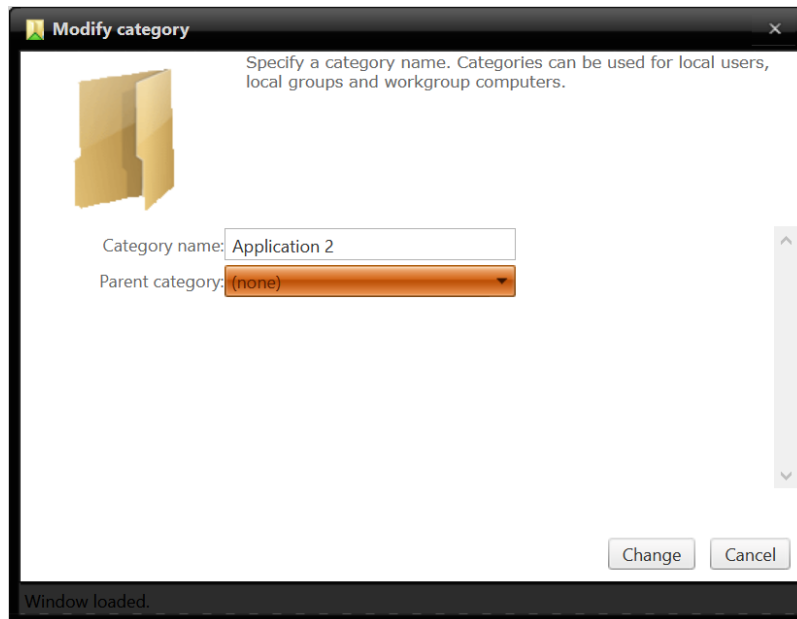 Modify category
Specify a category name. Categories can be used for local users,
local groups and workgroup computers.
Category name: Application 2
Parent category: (none)
Change Cancel
Window loaded.